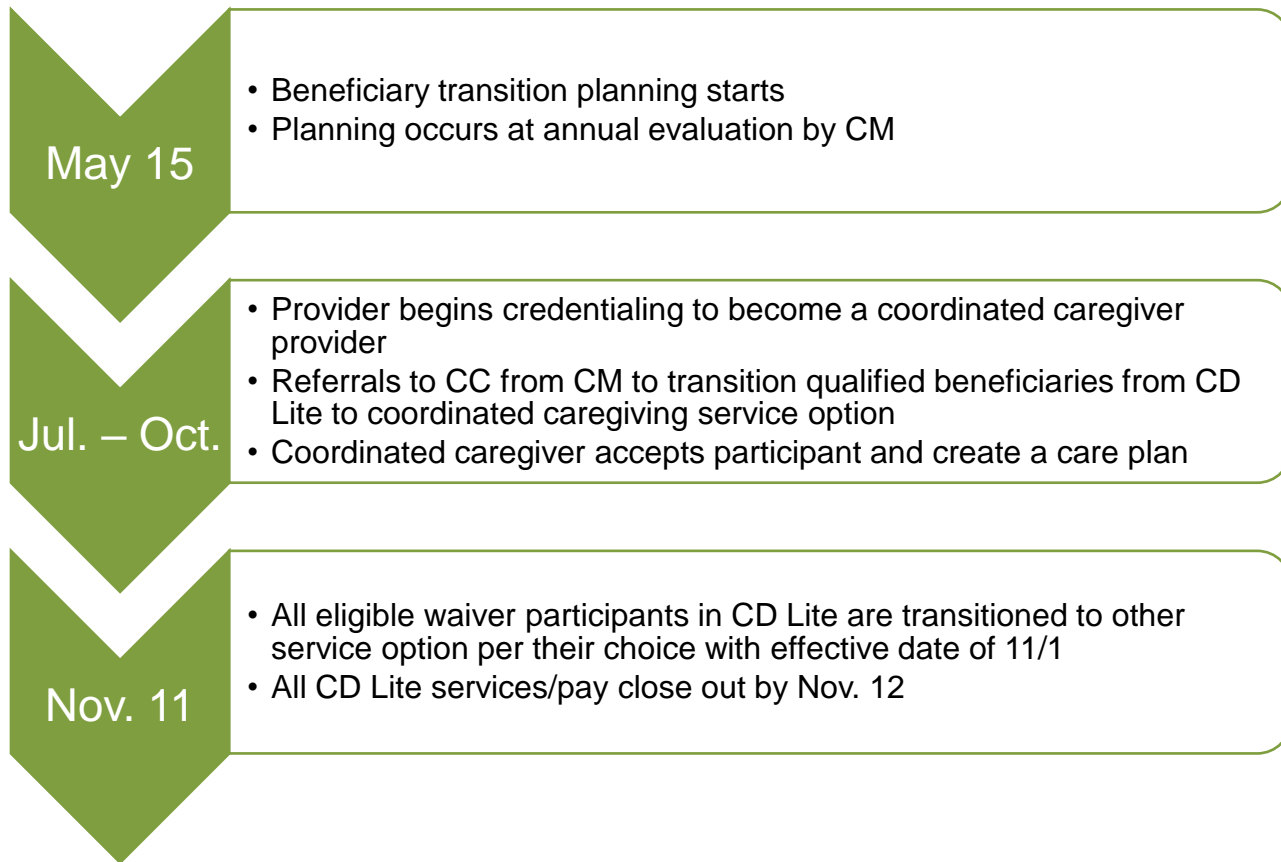 May 15
• Beneficiary transition planning starts
• Planning occurs at annual evaluation by CM
Jul. – Oct.
• Provider begins credentialing to become a coordinated caregiver
provider
• Referrals to CC from CM to transition qualified beneficiaries from CD
Lite to coordinated caregiving service option
• Coordinated caregiver accepts participant and create a care plan
Nov. 11
• All eligible waiver participants in CD Lite are transitioned to other
service option per their choice with effective date of 11/1
• All CD Lite services/pay close out by Nov. 12